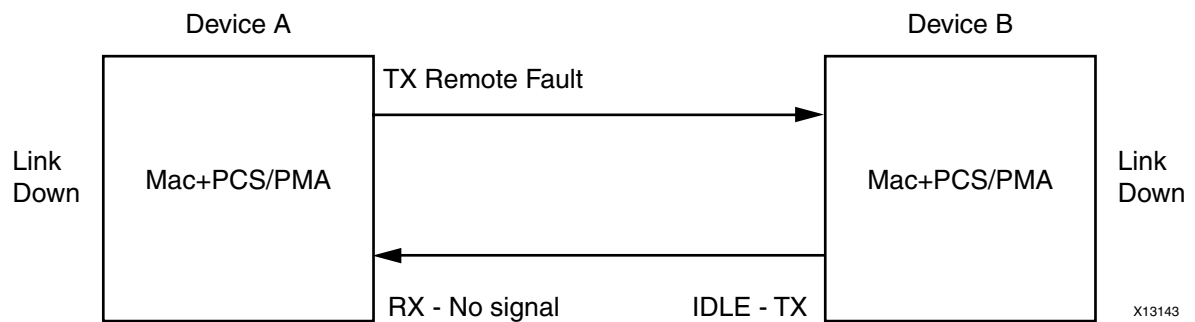 Device A
Device B
TX Remote Fault
Link
Down
Mac+PCS/PMA
Mac+PCS/PMA
Link
Down
RX - No signal
IDLE - TX
X13143